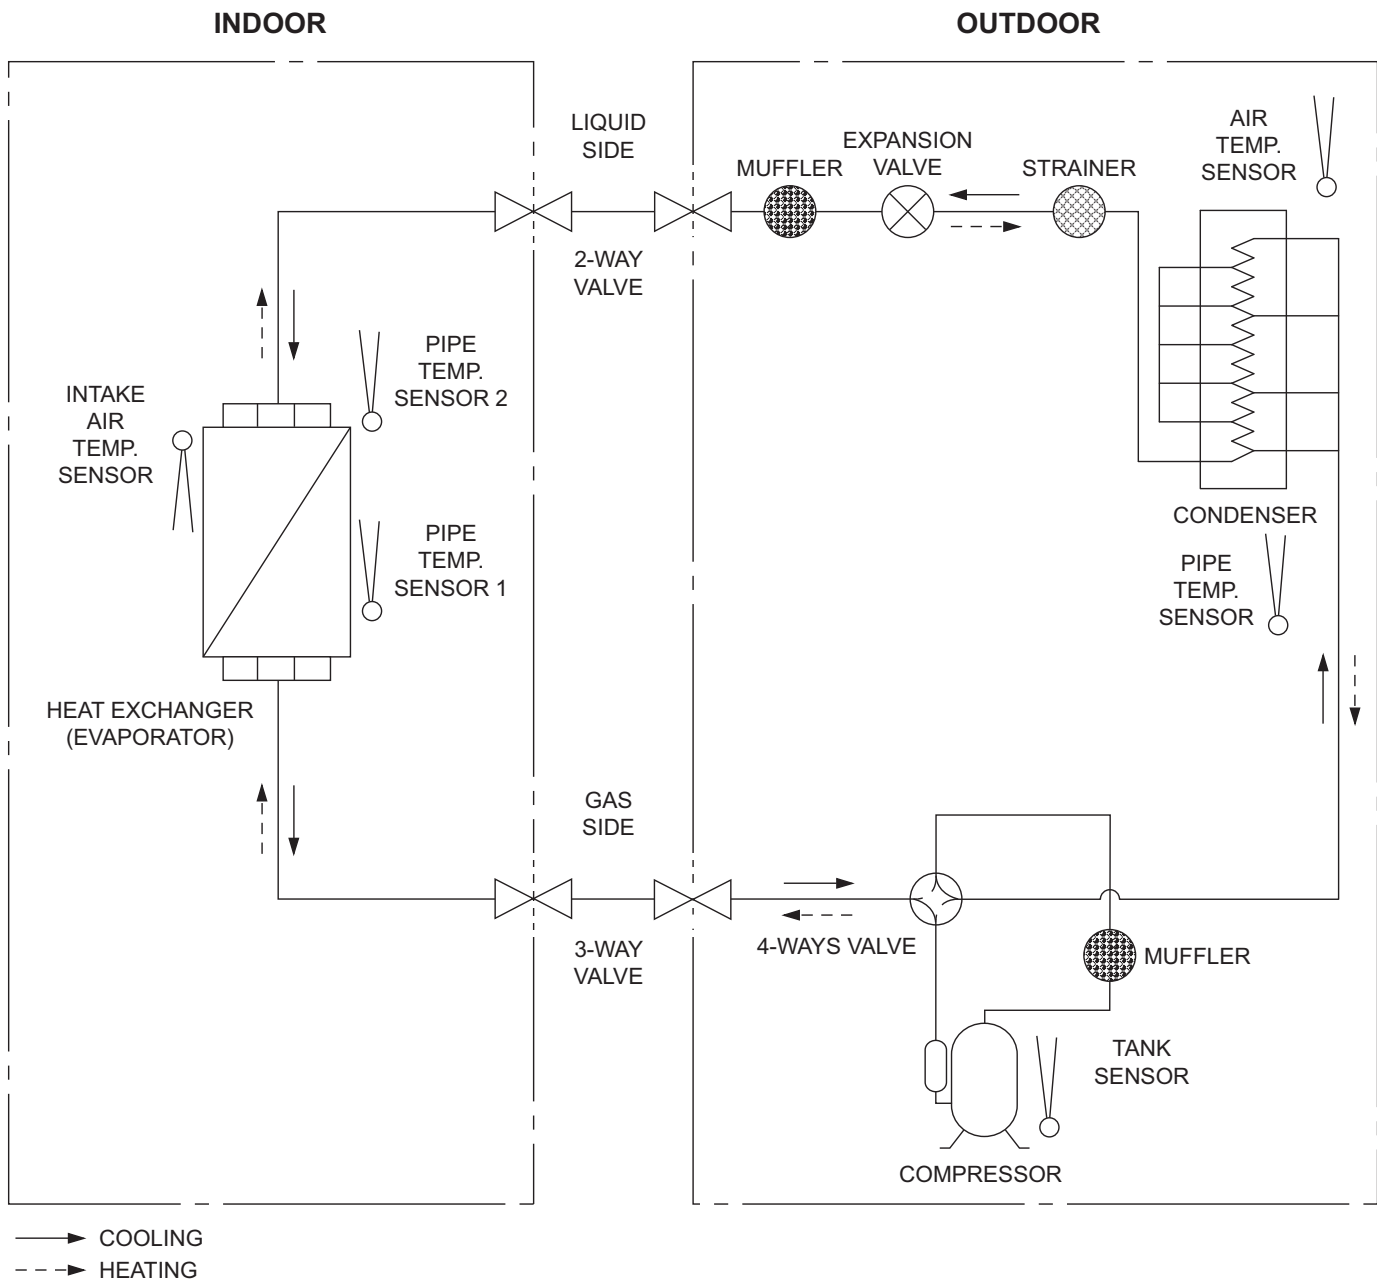 INDOOR
OUTDOOR
LIQUID
SIDE
MUFFLER
EXPANSION
VALVE
STRAINER
AIR
TEMP.
SENSOR
2-WAY
VALVE
PIPE
TEMP.
SENSOR 2
INTAKE
AIR
TEMP.
SENSOR
PIPE
TEMP.
SENSOR 1
CONDENSER
PIPE
TEMP.
SENSOR
HEAT EXCHANGER
(EVAPORATOR)
GAS
SIDE
3-WAY
VALVE
4-WAYS VALVE
MUFFLER
TANK
SENSOR
COMPRESSOR
COOLING
HEATING